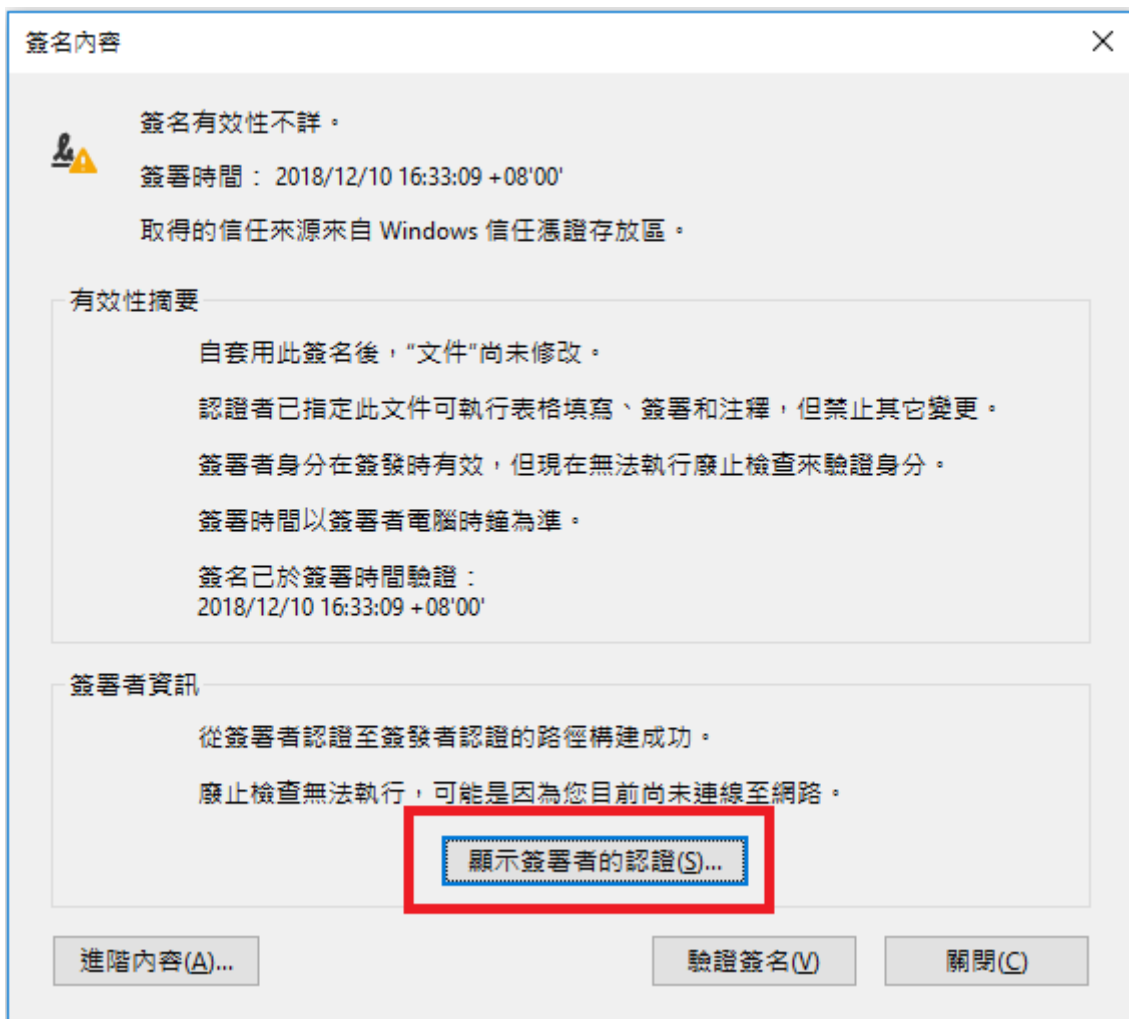 簽名內容
簽名有效性不詳。
簽署時間： 2018/12/10 16:33:09 +08'00'
取得的信任來源來自 Windows 信任憑證存放區。
有效性摘要
自套用此簽名後，“文件”尚未修改。
認證者已指定此文件可執行表格填寫、簽署和注釋，但禁止其它變更。
簽署者身分在簽發時有效，但現在無法執行廢止檢查來驗證身分。
簽署時間以簽署者電腦時鐘為準。
簽名已於簽署時間驗證：
2018/12/10 16:33:09 +08'00'
簽署者資訊
從簽署者認證至簽發者認證的路徑構建成功。
廢止檢查無法執行，可能是因為您目前尚未連線至網路。
顯示簽署者的認證(S)...
進階內容(A)...
驗證簽名(V)
關閉(C)